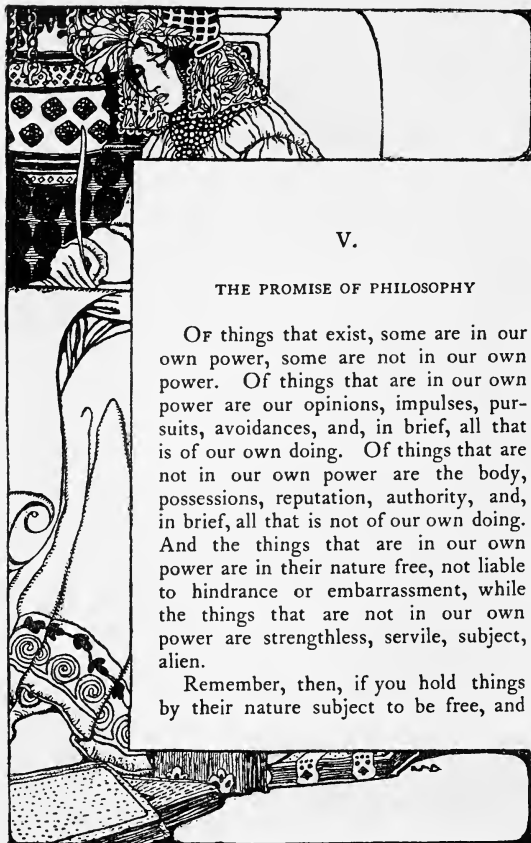 V.
THE PROMISE OF PHILOSOPHY
OF things that exist, some are in our
own power, some are not in our own
power. Of things that are in our own
power are our opinions, impulses, pur-
suits, avoidances, and, in brief, all that
is of our own doing. Of things that are
not in our own power are the body,
possessions, reputation, authority, and,
in brief, all that is not of our own doing.
And the things that are in our own
power are in their nature free, not liable
to hindrance or embarrassment, while
the things that are not in our own
power are strengthless, servile, subject,
alien.
Remember, then, if you hold things
by their nature subject to be free, and